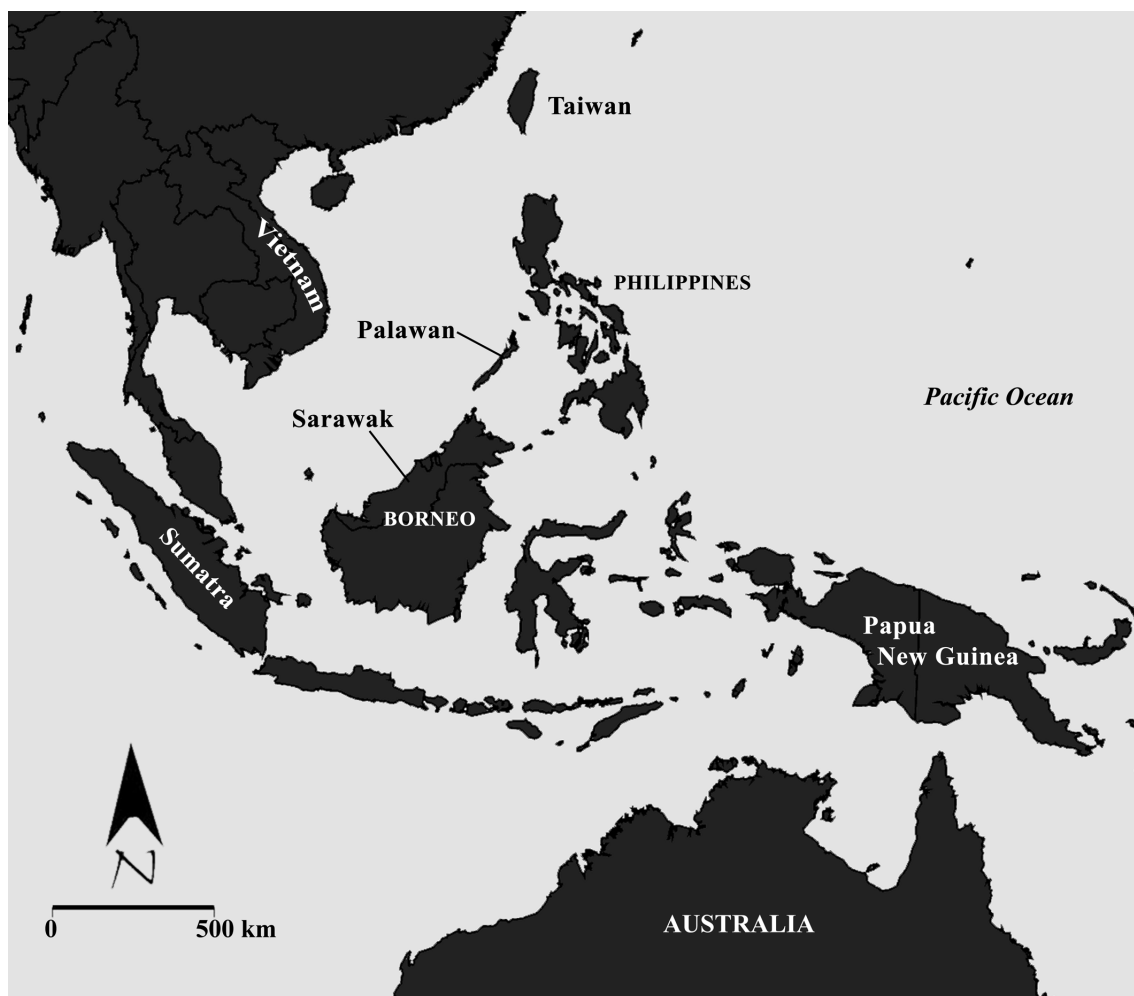 Taiwan
Vietnam
PHILIPPINES
Palawan
Pacific Ocean
Sarawak
BORNEO
Sumatra
Papua
New Guinea
N
0
500 km
AUSTRALIA